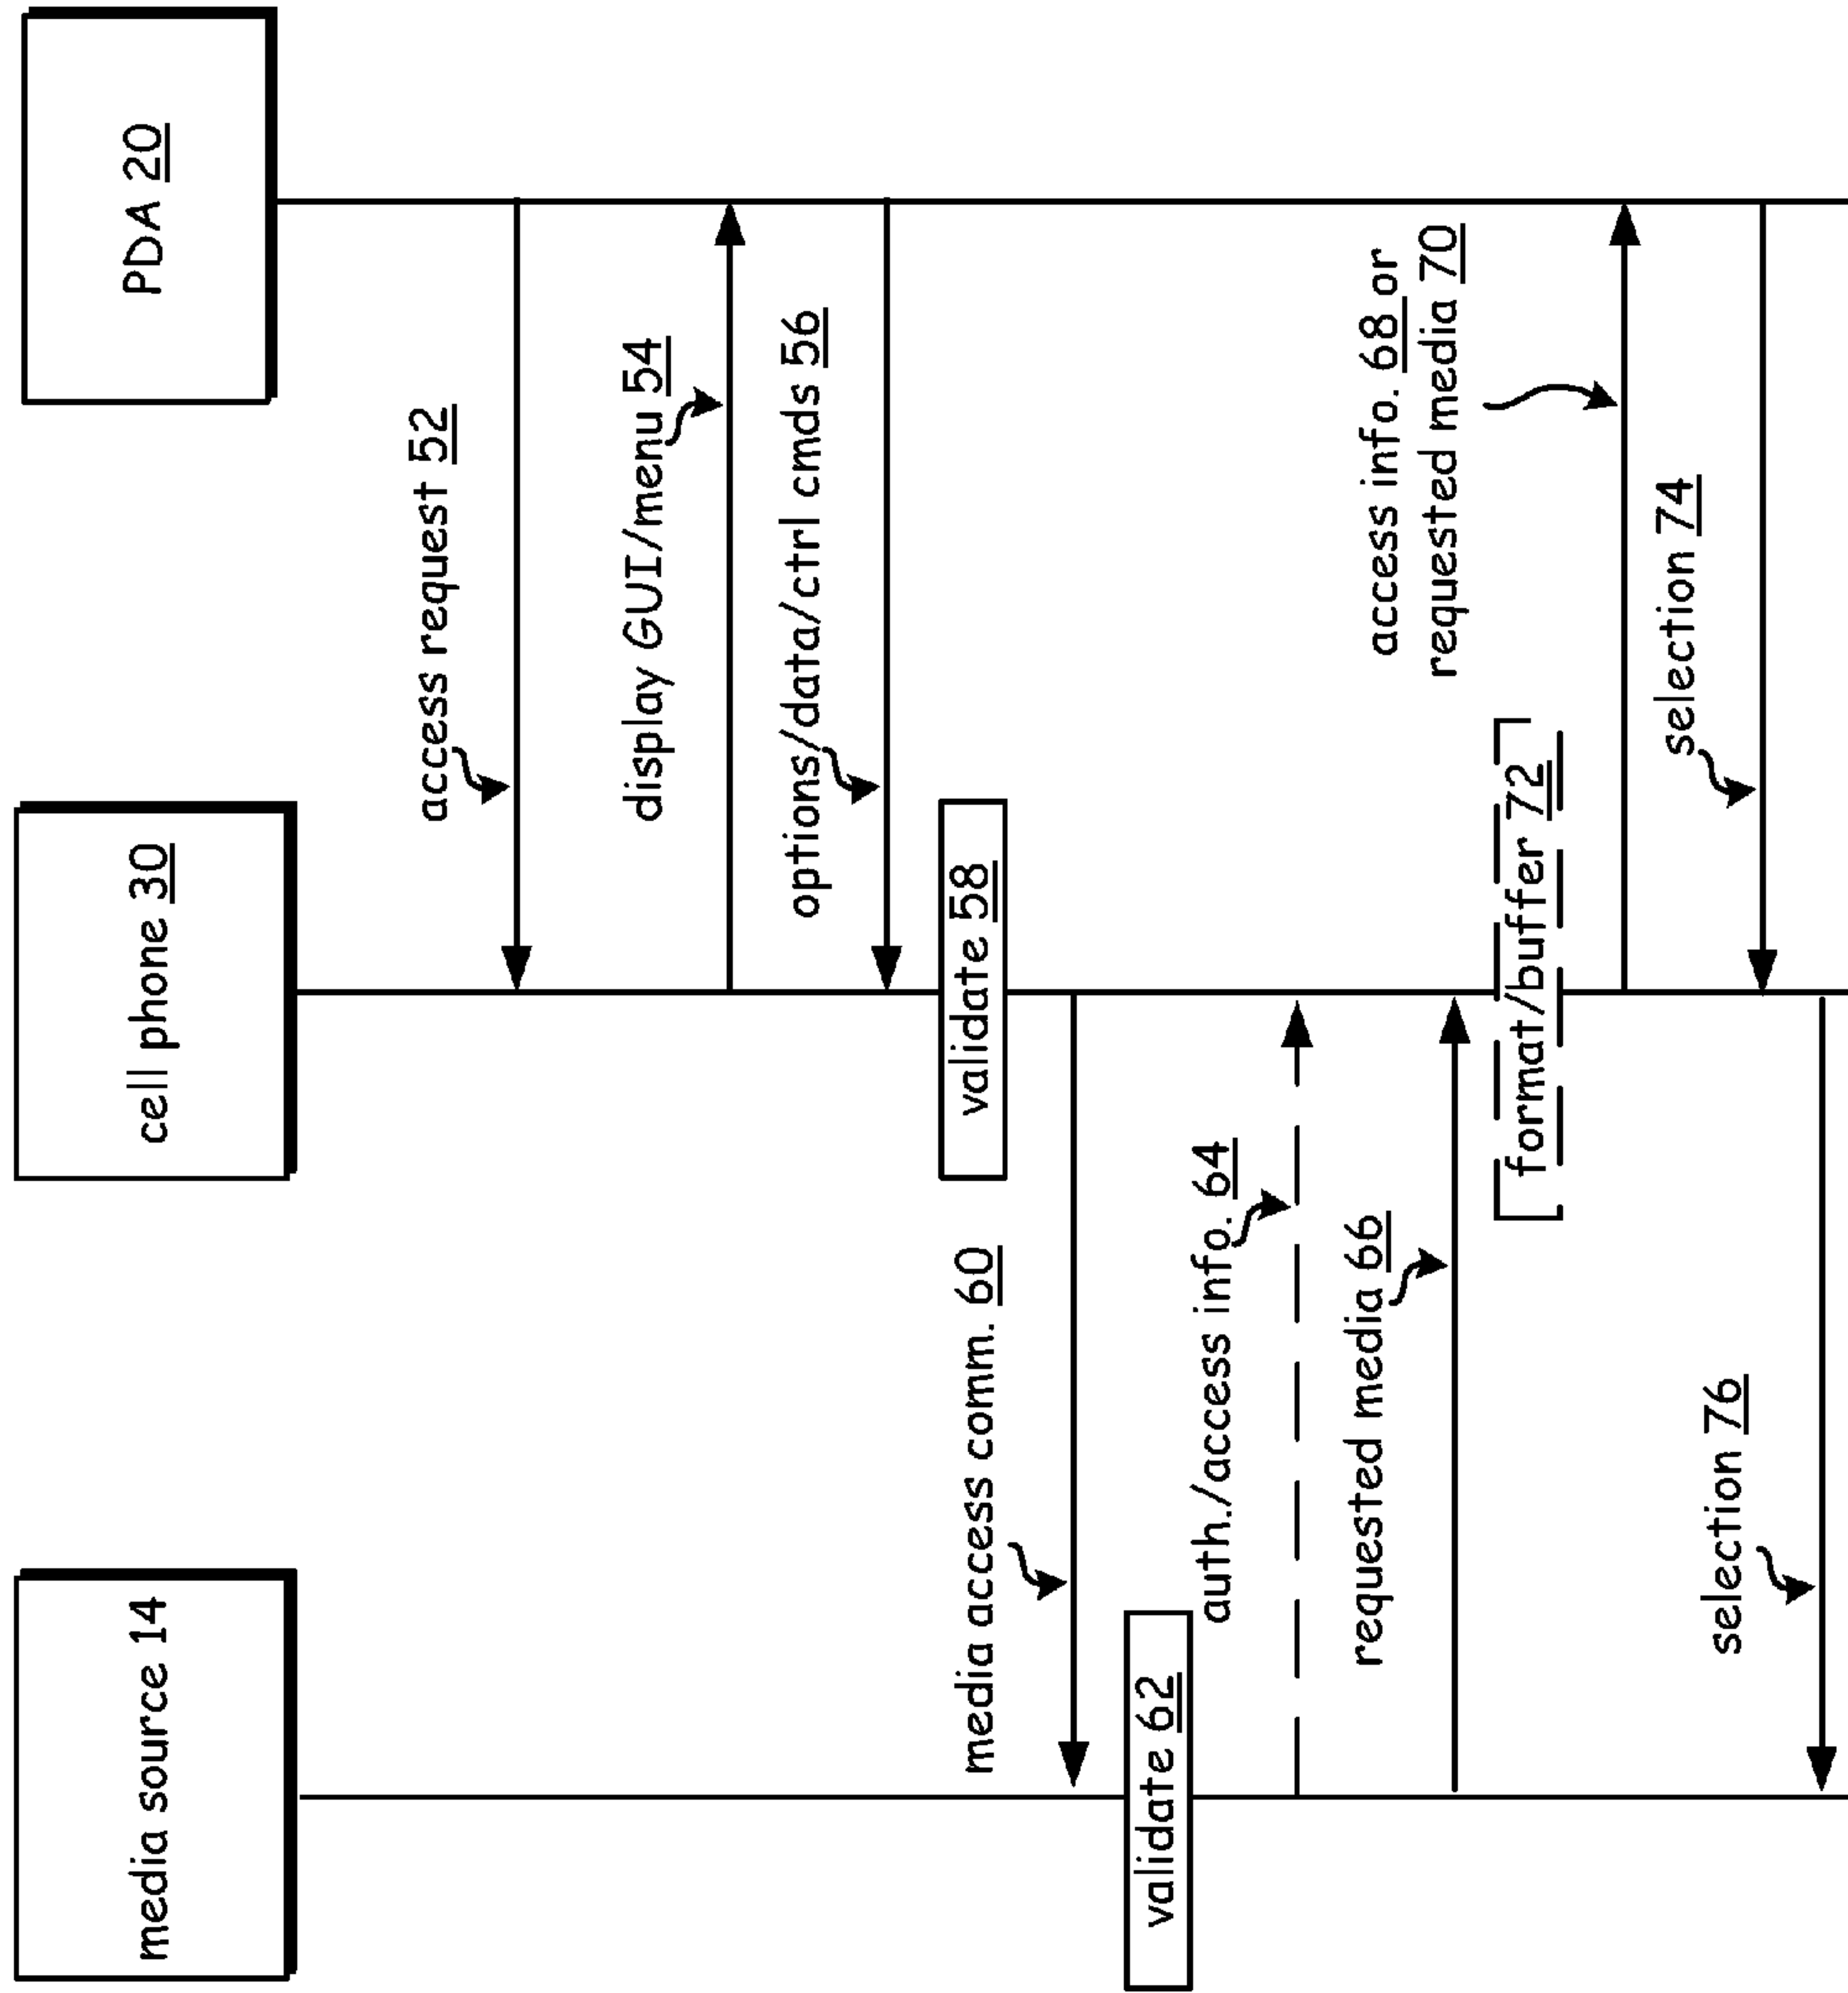 media source 14
cell phone 30
PDA 20
access request 52
display GUI/menu 54
options/data/ctrl cmds 56
validate 58
media access comm. 60
validate 62
auth./access info. 64
requested media 66
access info. 68 or
requested media 70
format/buffer 72
selection 74
selection 76